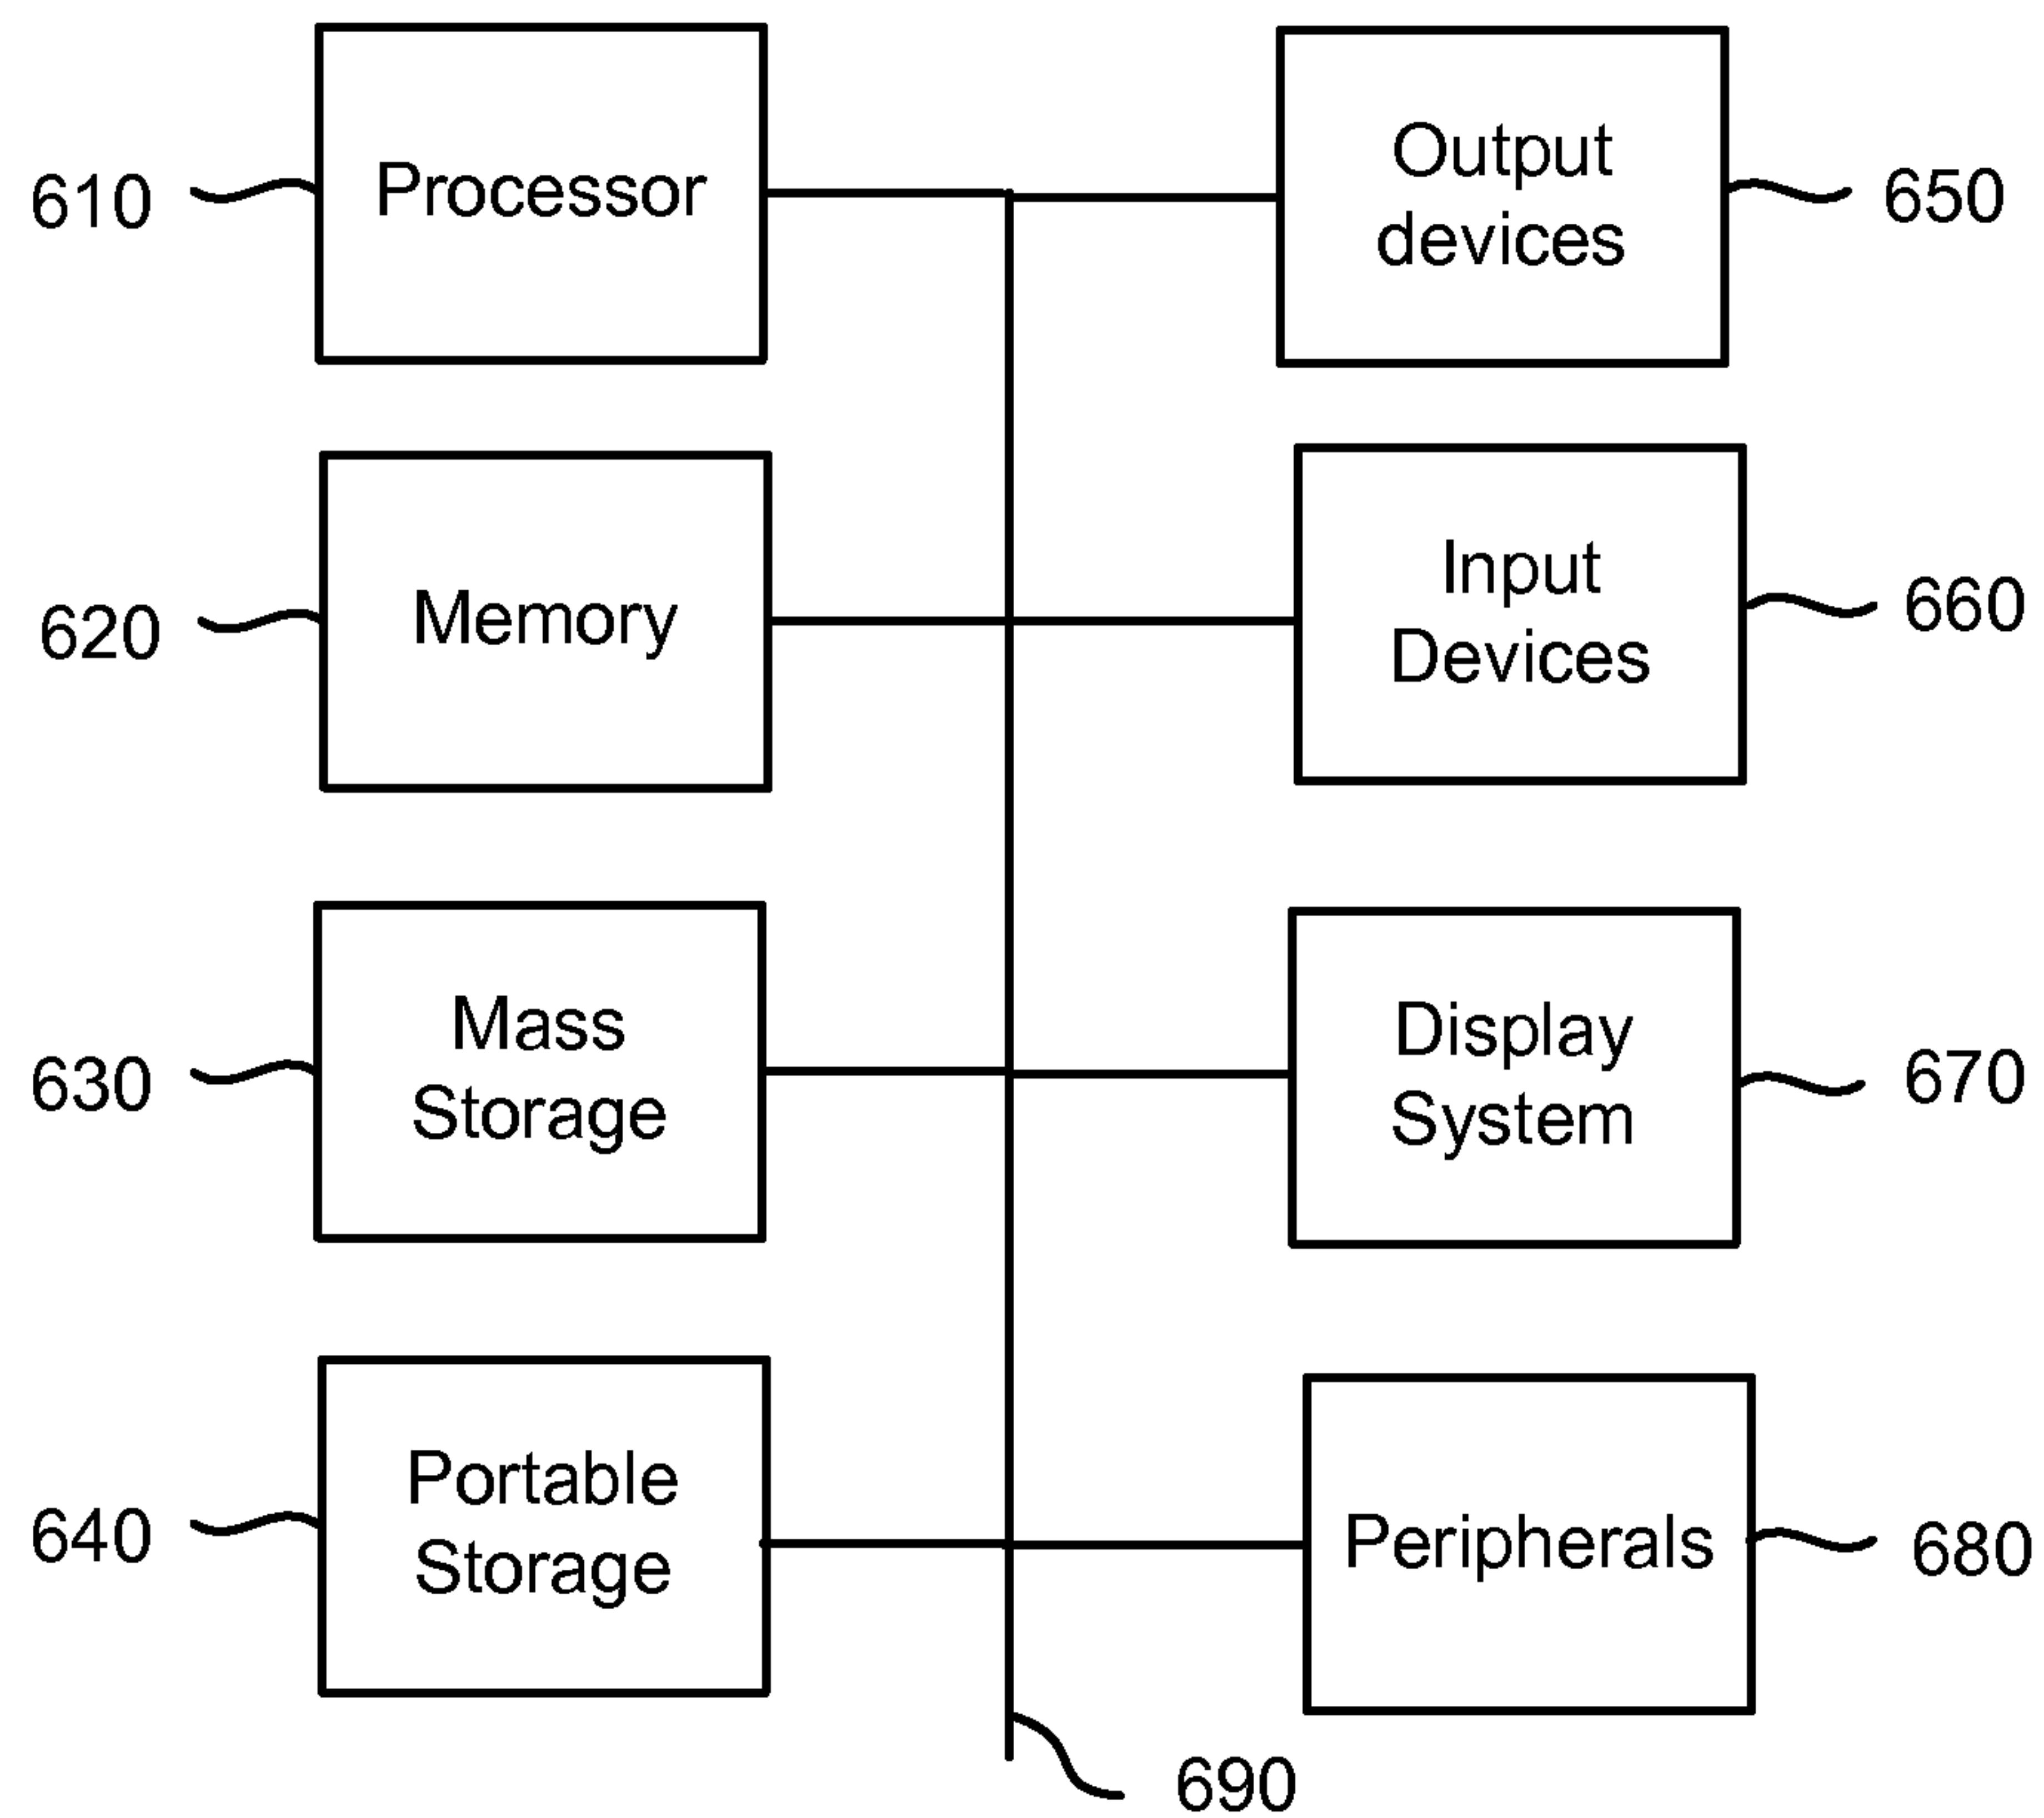 610
Processor
Output
devices
650
620
Memory
Input
Devices
660
630
Mass
Storage
Display
System
670
640
Portable
Storage
Peripherals
680
690